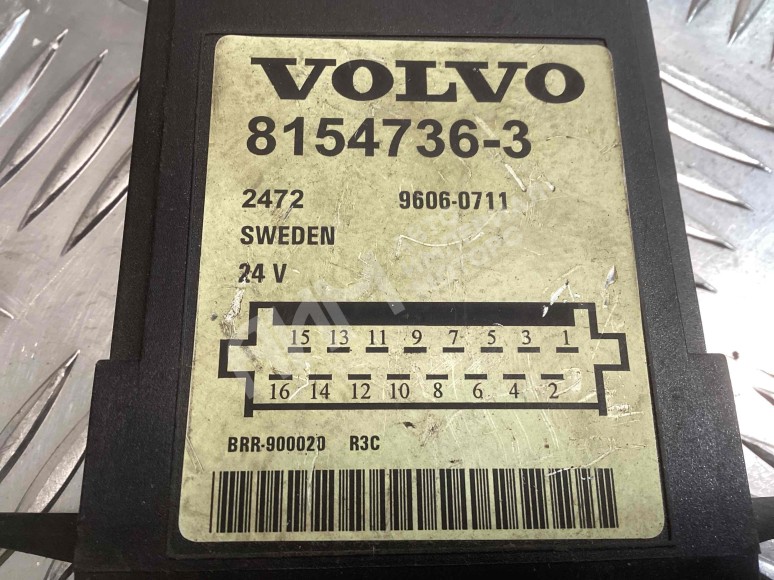 VOLVO
8154736-3
2472 9606-0711
SWEDEN
24 V
15 13 11 9 7 5 3 1
16 14 12 10 8 6 4 2
BRR-900020 R3C